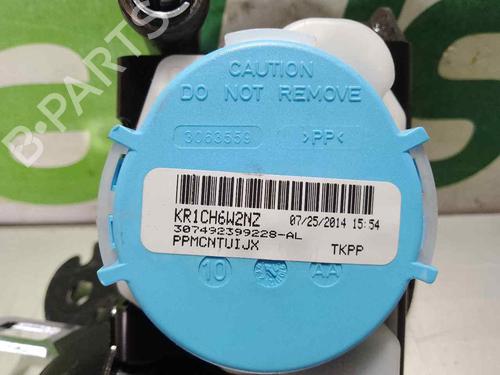 CAUTION
DO NOT REMOVE
3063559 >PP<
KR1CH6W2NZ 07/25/2014 15:54
307492399228-AL
PPMCNTUIJX TKPP
10 AA
B-PARTS